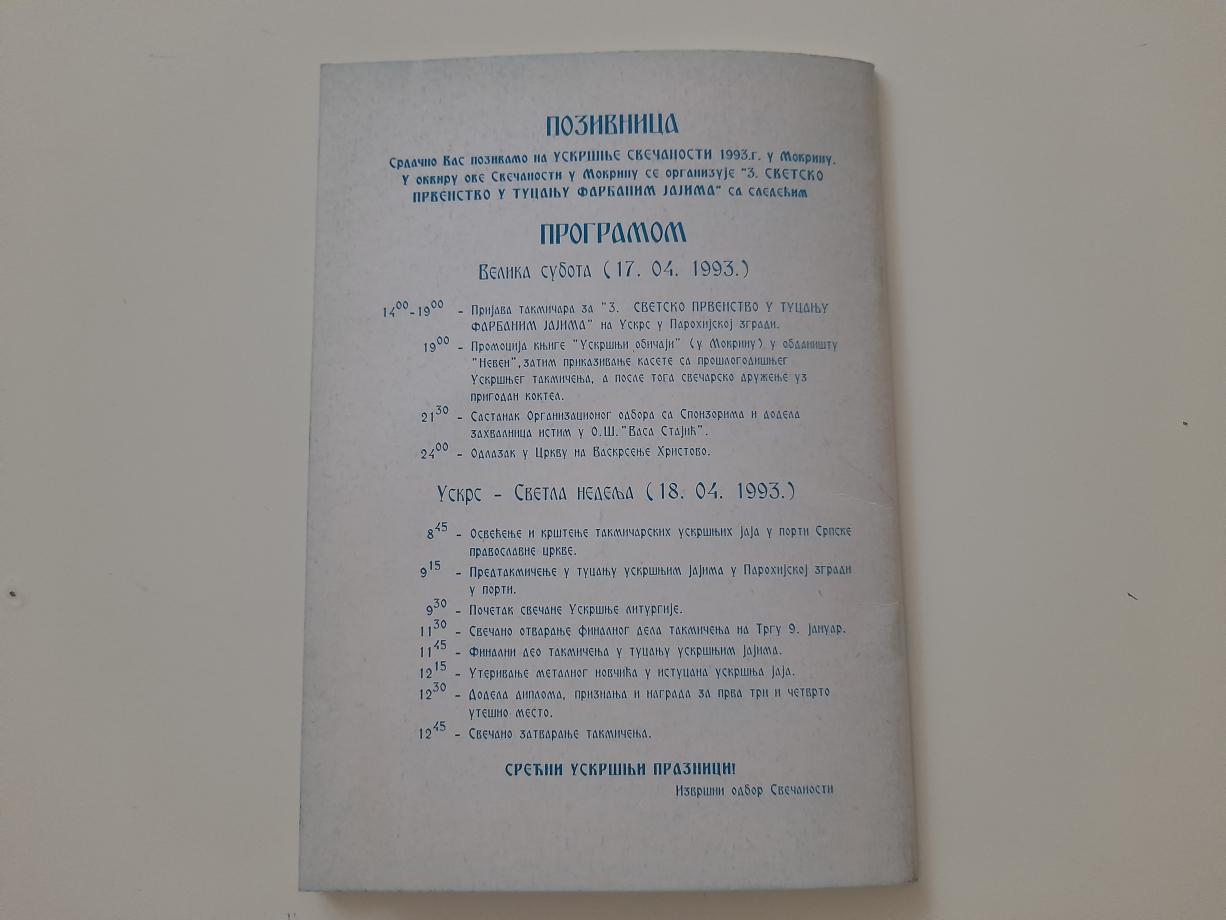 ПОЗИВНИЦА
Срдачно Вас позивамо на УСКРШЊЕ СВЕЧАНОСТИ 1993.г. у Мокрину.
У оквиру ове Свечаности у Мокрину се организује "3. СВЕТСКО
ПРВЕНСТВО У ТУЦАЊУ ФАРБАНИМ ЈАЈИМА" са следећим
ПРОГРАМОМ
Велика субота (17. 04. 1993.)
14⁰⁰-19⁰⁰ - Пријава такмичара за "3. СВЕТСКО ПРВЕНСТВО У ТУЦАЊУ
ФАРБАНИМ ЈАЈИМА" на Ускрс у Парохијској згради.
19⁰⁰ - Промоција књиге "Ускршњи обичаји" (у Мокрину) у обданишту
"Невен", затим приказивање касете са прошлогодишњег
Ускршњег такмичења, а после тога свечарско дружење уз
пригодан коктел.
21³⁰ - Састанак Организационог одбора са Спонзорима и додела
захвалница истим у О.Ш. "Васа Стајић".
24⁰⁰ - Одлазак у Цркву на Васкрсење Христово.
Ускрс - Светла недеља (18. 04. 1993.)
8⁴⁵ - Освећење и крштење такмичарских ускршњих јаја у порти Српске
православне цркве.
9¹⁵ - Предтакмичење у туцању ускршњим јајима у Парохијској згради
у порти.
9³⁰ - Почетак свечане Ускршње литургије.
11³⁰ - Свечано отварање финалног дела такмичења на Тргу 9. јануар.
11⁴⁵ - Финални део такмичења у туцању ускршњим јајима.
12¹⁵ - Утеривање металног новчића у истуцана ускршња јаја.
12³⁰ - Додела диплома, признања и награда за прва три и четврто
утешно место.
12⁴⁵ - Свечано затварање такмичења.
СРЕЋНИ УСКРШЊИ ПРАЗНИЦИ!
Извршни одбор Свечаности